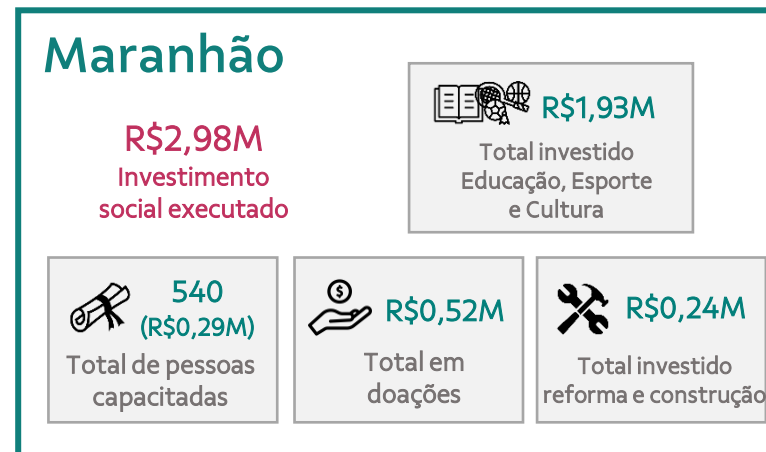 Maranhão
R$2,98M
Investimento
social executado
R$1,93M
Total investido
Educação, Esporte
e Cultura
540
(R$0,29M)
Total de pessoas
capacitadas
R$0,52M
Total em
doações
R$0,24M
Total investido
reforma e construção